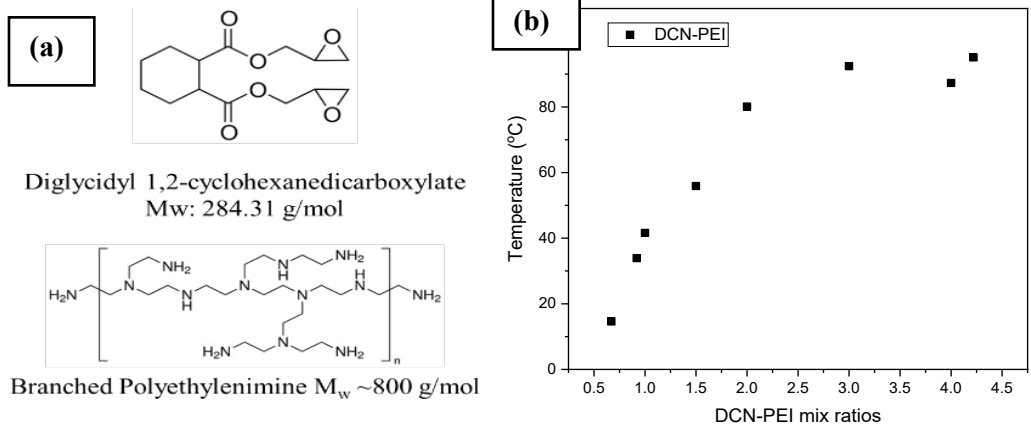 (a)
O
O
O
O
O
O
Diglycidyl 1,2-cyclohexanedicarboxylate
Mw: 284.31 g/mol
NH₂
N
H
NH₂
H₂N
N
N
H
N
N
H
N
NH₂
N
H₂N
NH₂
n
Branched Polyethylenimine Mw ~800 g/mol
(b)
DCN-PEI
Temperature (°C)
80
60
40
20
0
0.5 1.0 1.5 2.0 2.5 3.0 3.5 4.0 4.5
DCN-PEI mix ratios